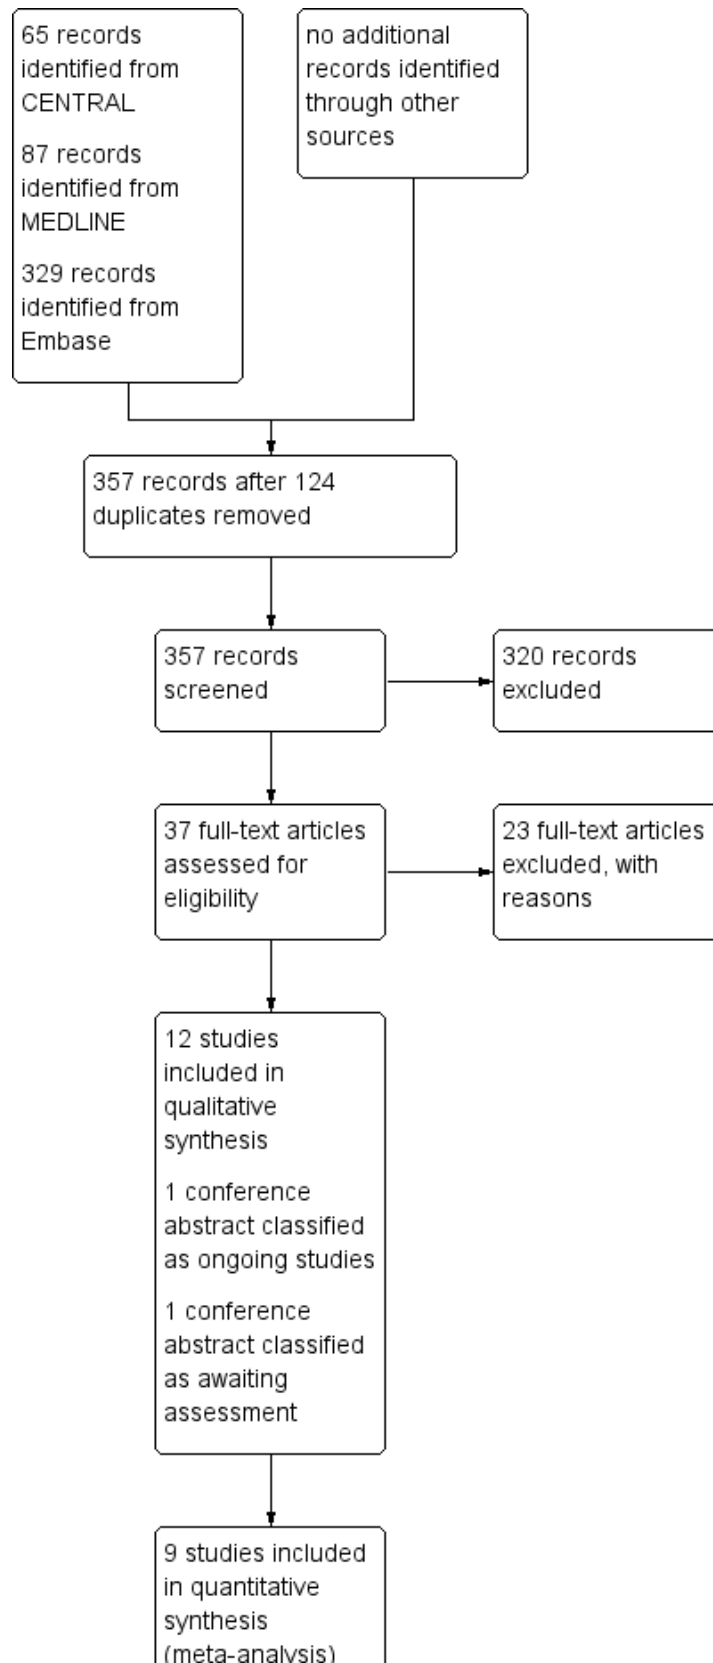 65 records
identified from
CENTRAL
87 records
identified from
MEDLINE
329 records
identified from
Embase
no additional
records identified
through other
sources
357 records after 124
duplicates removed
357 records
screened
320 records
excluded
37 full-text articles
assessed for
eligibility
23 full-text articles
excluded, with
reasons
12 studies
included in
qualitative
synthesis
1 conference
abstract classified
as ongoing studies
1 conference
abstract classified
as awaiting
assessment
9 studies included
in quantitative
synthesis
(meta-analysis)